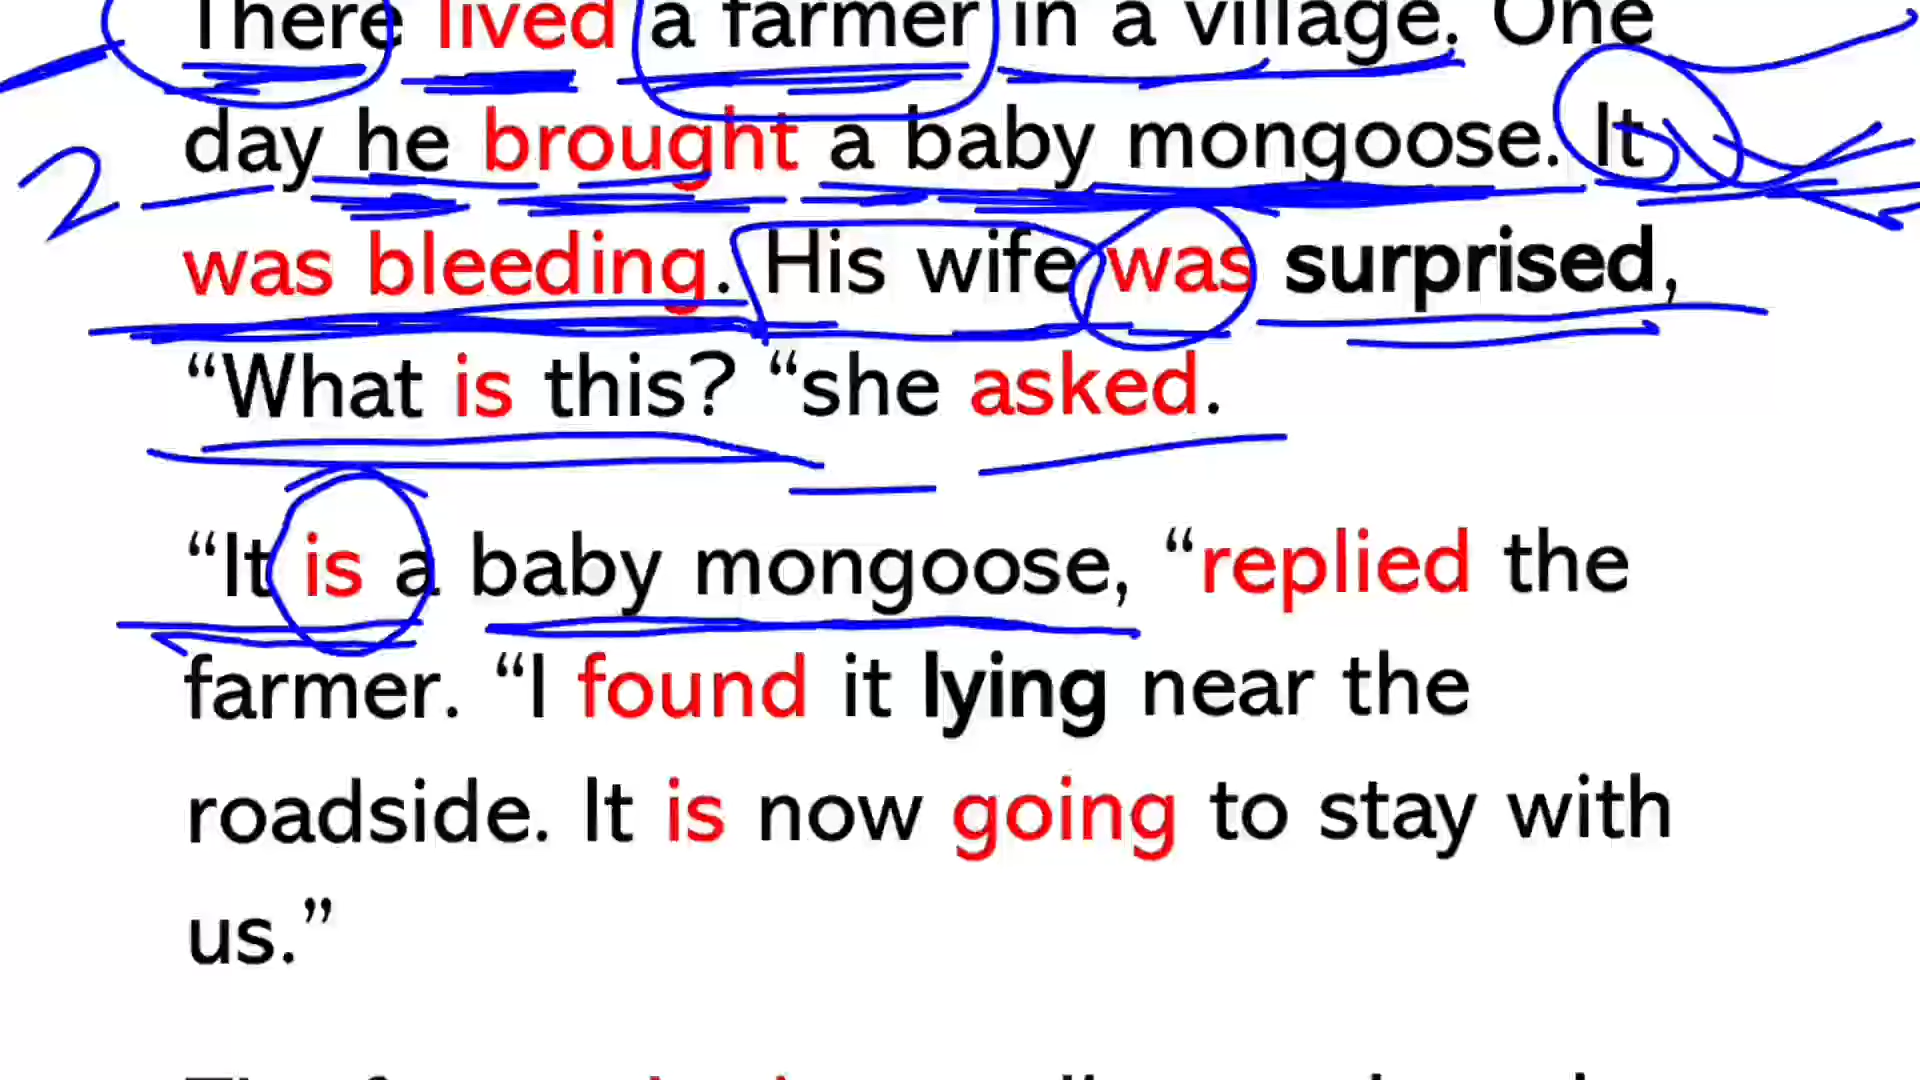 There lived a farmer in a village. One
day he brought a baby mongoose. It
was bleeding. His wife was surprised,
“What is this? “she asked.
“It is a baby mongoose, “replied the
farmer. “I found it lying near the
roadside. It is now going to stay with
us.”
2